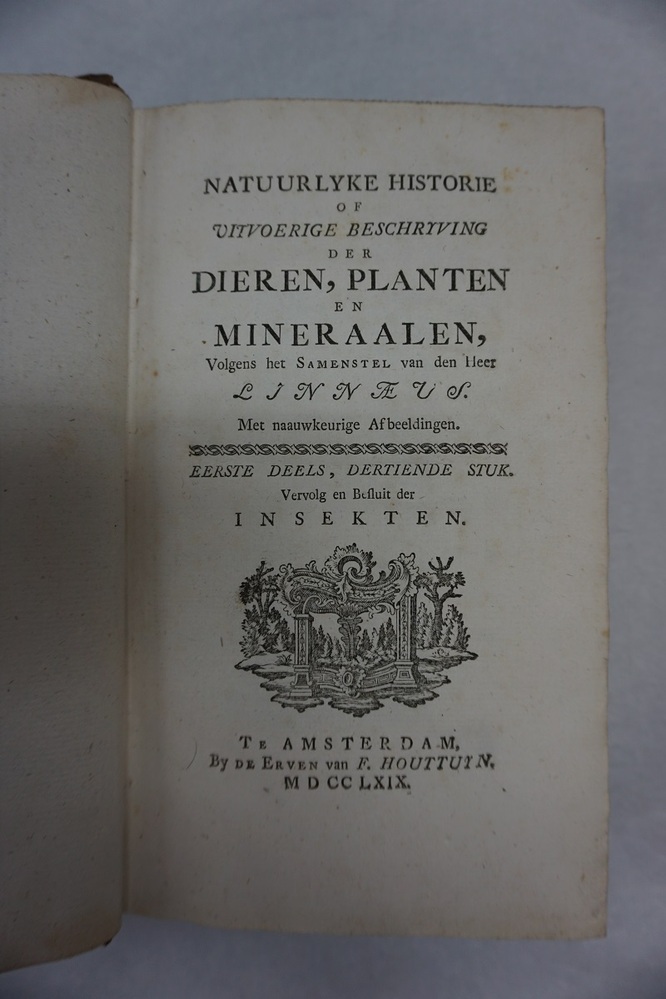 NATUURLYKE HISTORIE
OF
UITVOERIGE BESCHRYVING
DER
DIEREN, PLANTEN
EN
MINERAALEN,
Volgens het SAMENSTEL van den Heer
LINNÆUS.
Met naauwkeurige Afbeeldingen.
EERSTE DEELS, DERTIENDE STUK.
Vervolg en Beſluit der
INSEKTEN.
TE AMSTERDAM,
By DE ERVEN van F. HOUTTUYN,
MDCCLXIX.